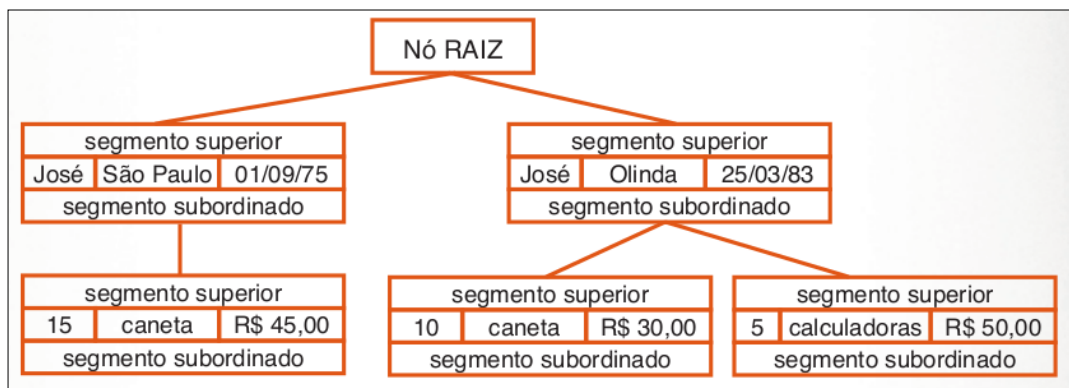 Nó RAIZ
segmento superior
José São Paulo 01/09/75
segmento subordinado
segmento superior
José Olinda 25/03/83
segmento subordinado
segmento superior
15 caneta R$ 45,00
segmento subordinado
segmento superior
10 caneta R$ 30,00
segmento subordinado
segmento superior
5 calculadoras R$ 50,00
segmento subordinado